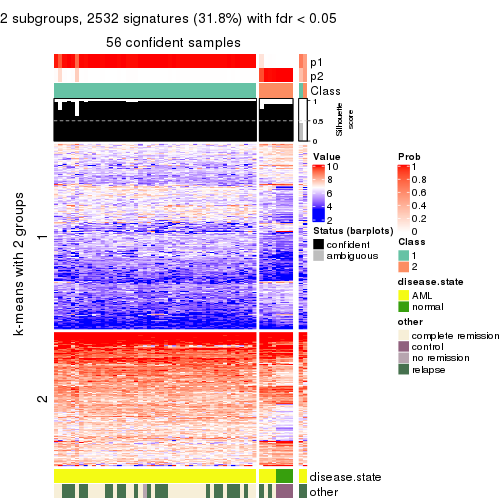 2 subgroups, 2532 signatures (31.8%) with fdr < 0.05
56 confident samples
p1
p2
Class
1
0.5
0
Silhouette
score
k-means with 2 groups
1
2
disease.state
other
Value
10
8
6
4
2
Status (barplots)
confident
ambiguous
Prob
1
0.8
0.6
0.4
0.2
0
Class
1
2
disease.state
AML
normal
other
complete remission
control
no remission
relapse